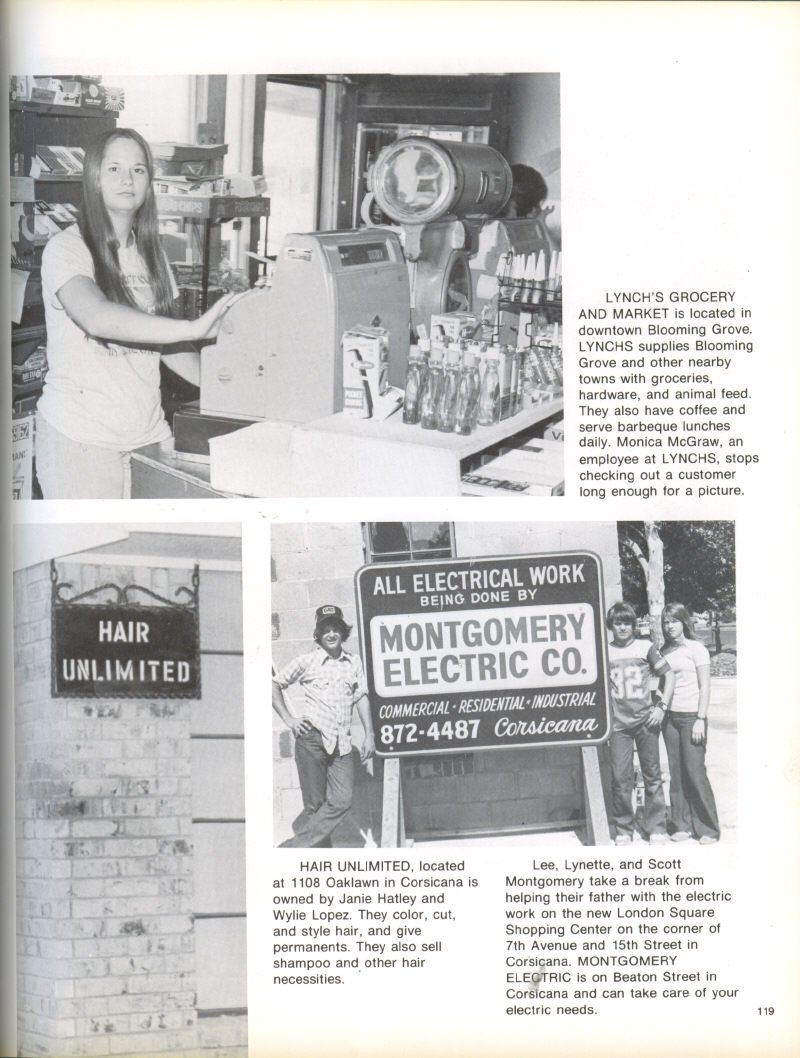 CHIPS
POCKET
LYNCH'S GROCERY
AND MARKET is located in
downtown Blooming Grove.
LYNCHS supplies Blooming
Grove and other nearby
towns with groceries,
hardware, and animal feed.
They also have coffee and
serve barbeque lunches
daily. Monica McGraw, an
employee at LYNCHS, stops
checking out a customer
long enough for a picture.
HAIR
UNLIMITED
ALL ELECTRICAL WORK
BEING DONE BY
MONTGOMERY
ELECTRIC CO.
COMMERCIAL • RESIDENTIAL • INDUSTRIAL
872-4487 Corsicana
32
HAIR UNLIMITED, located
at 1108 Oaklawn in Corsicana is
owned by Janie Hatley and
Wylie Lopez. They color, cut,
and style hair, and give
permanents. They also sell
shampoo and other hair
necessities.
Lee, Lynette, and Scott
Montgomery take a break from
helping their father with the electric
work on the new London Square
Shopping Center on the corner of
7th Avenue and 15th Street in
Corsicana. MONTGOMERY
ELECTRIC is on Beaton Street in
Corsicana and can take care of your
electric needs.
119